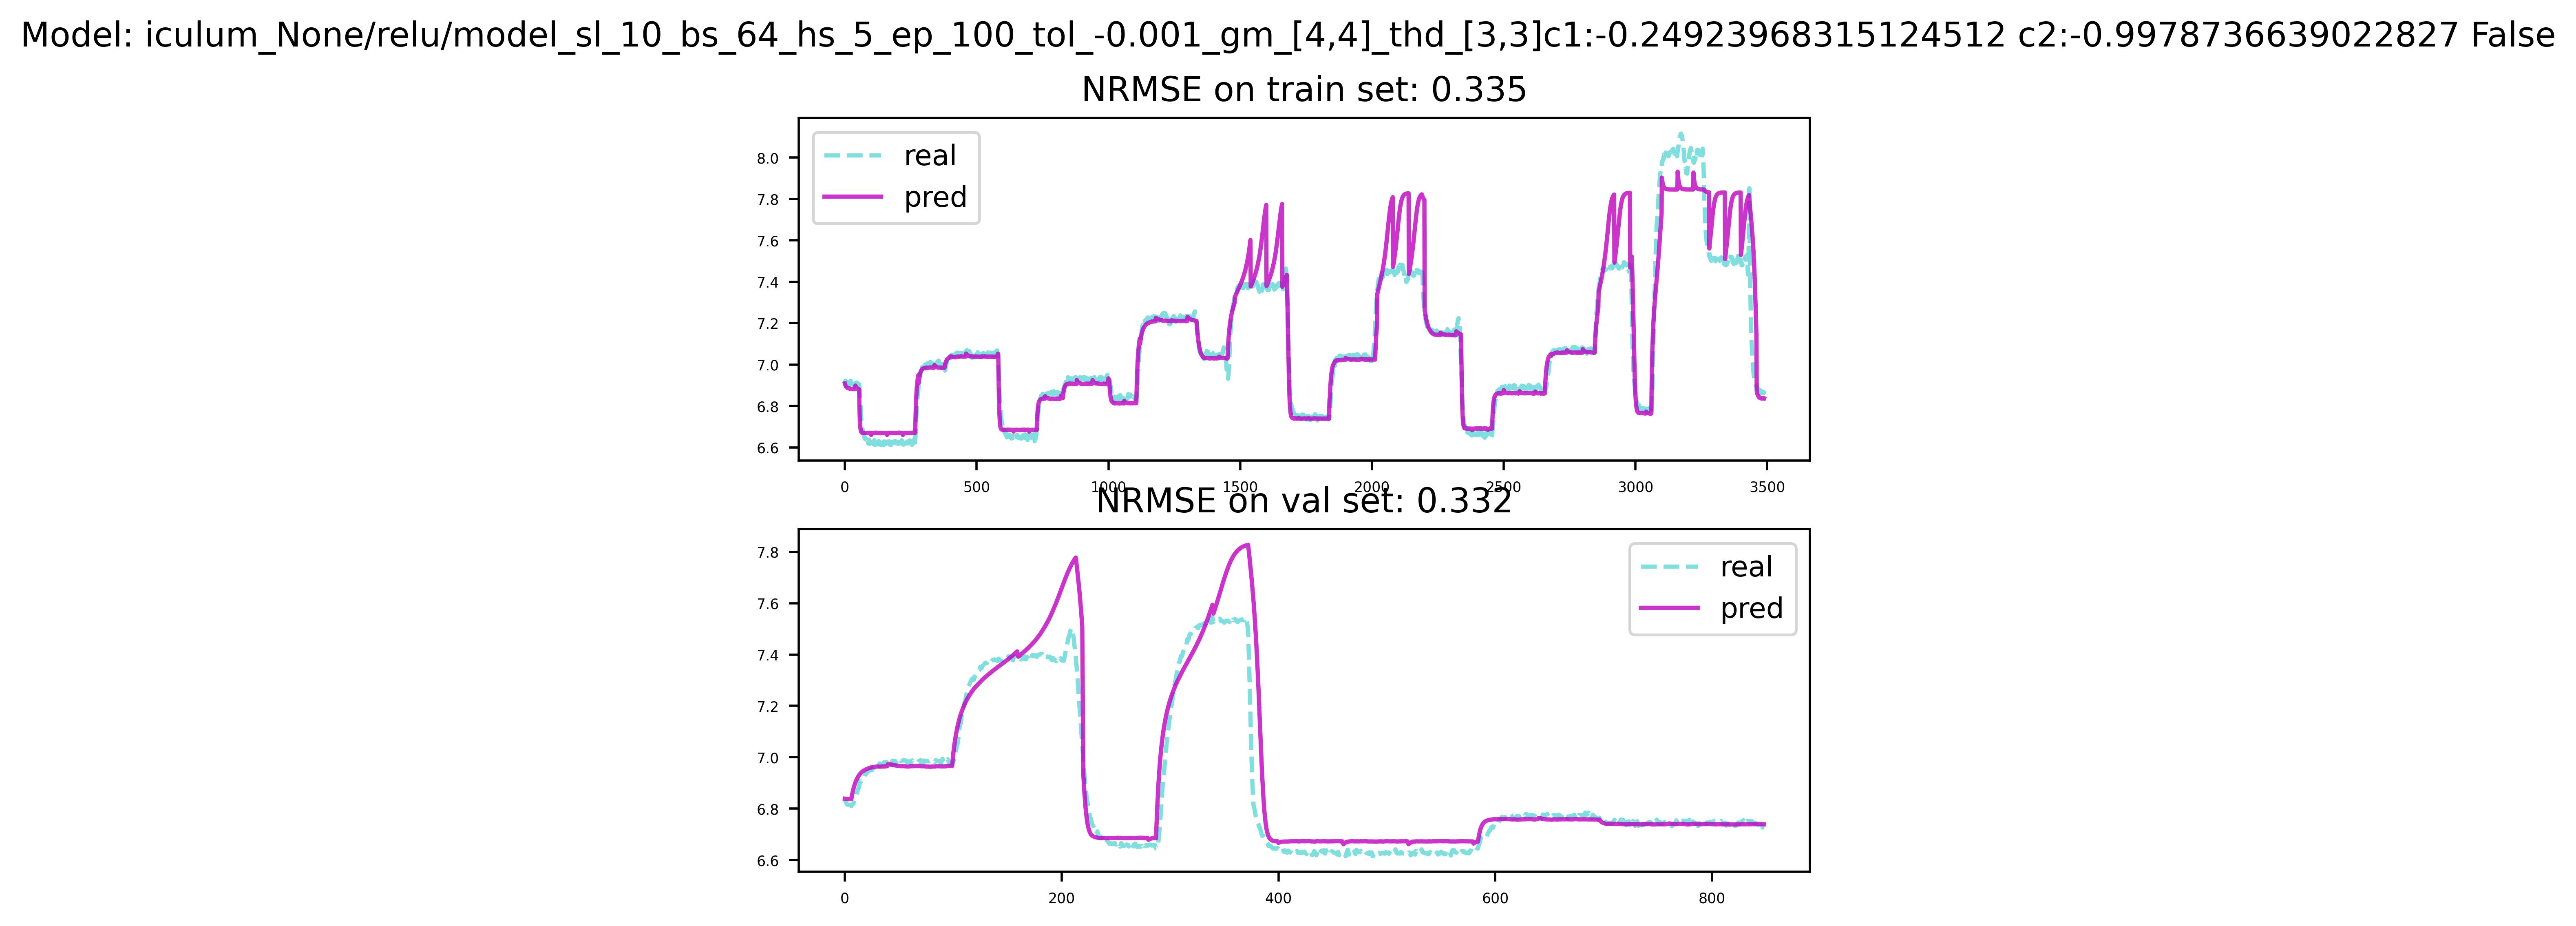 Model: iculum_None/relu/model_sl_10_bs_64_hs_5_ep_100_tol_-0.001_gm_[4,4]_thd_[3,3]c1:-0.24923968315124512 c2:-0.9978736639022827 False
NRMSE on train set: 0.335
real
pred
8.0
7.8
7.6
7.4
7.2
7.0
6.8
6.6
0 500 1000 1500 2000 2500 3000 3500
NRMSE on val set: 0.332
real
pred
7.8
7.6
7.4
7.2
7.0
6.8
6.6
0 200 400 600 800